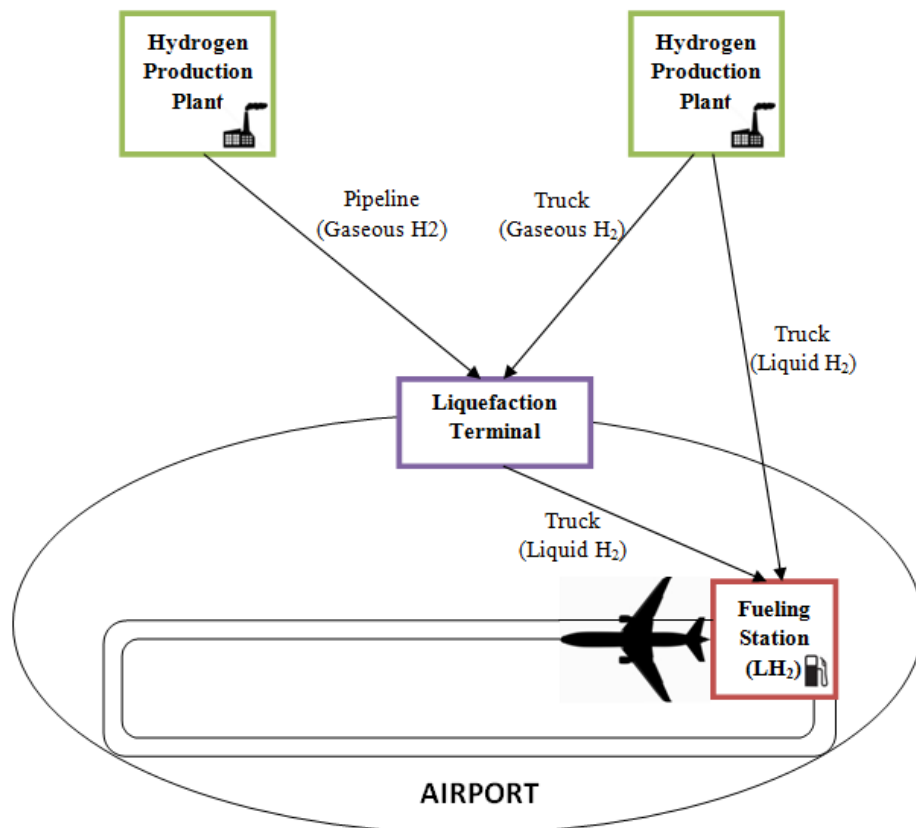 Hydrogen
Production
Plant
Hydrogen
Production
Plant
Pipeline
(Gaseous H2)
Truck
(Gaseous H₂)
Truck
(Liquid H₂)
Liquefaction
Terminal
Truck
(Liquid H₂)
Fueling
Station
(LH₂)
AIRPORT